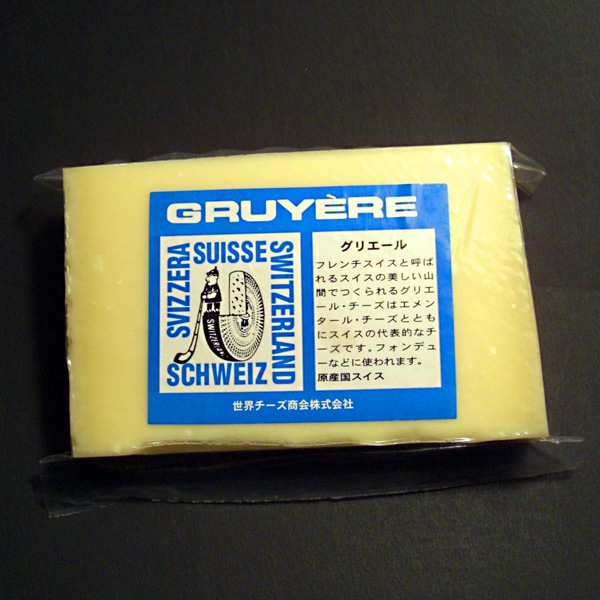 GRUYÈRE
SVIZZERA
SUISSE
SWITZERLAND
SCHWEIZ
SWITZERLAND
グリエール
フレンチスイスと呼ば
れるスイスの美しい山
間でつくられるグリエ
ール・チーズはエメン
タール・チーズととも
にスイスの代表的なチ
ーズです。フォンデュ
ーなどに使われます。
原産国スイス
世界チーズ商会株式会社